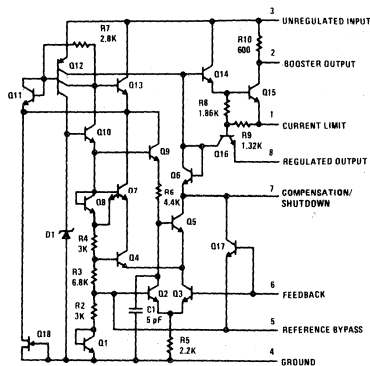 3
R7
2.8K
UNREGULATED INPUT
R10
600
2
Q12
BOOSTER OUTPUT
Q11
Q13
Q14
Q15
R8
1.86K
1
CURRENT LIMIT
R9
1.32K
Q10
Q9
Q16
8
REGULATED OUTPUT
Q6
7
COMPENSATION/
SHUTDOWN
Q8
Q7
R6
4.4K
Q5
D1
R4
3K
Q17
Q4
R3
6.8K
6
FEEDBACK
Q2
Q3
R2
3K
C1
5 pF
5
REFERENCE BYPASS
Q18
Q1
R5
2.2K
4
GROUND